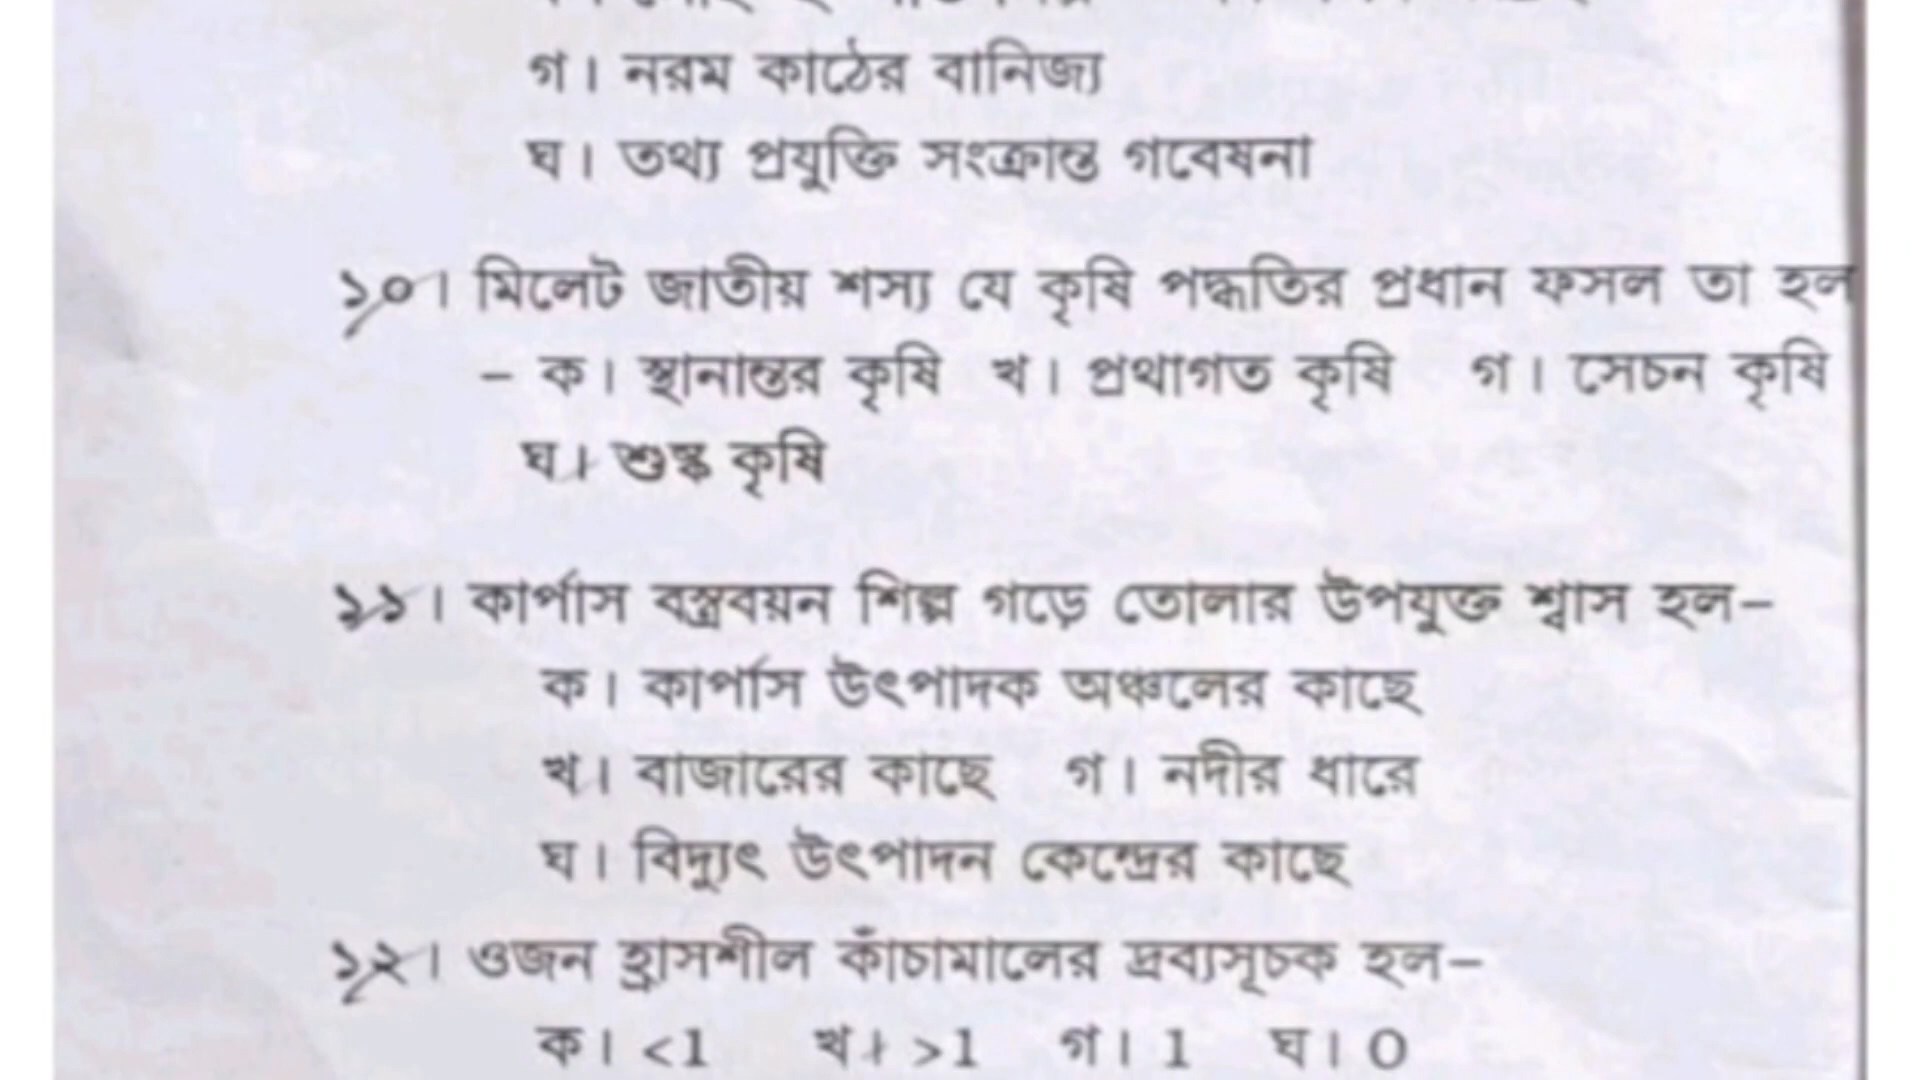 গ। নরম কাঠের বানিজ্য
ঘ। তথ্য প্রযুক্তি সংক্রান্ত গবেষনা
১০। মিলেট জাতীয় শস্য যে কৃষি পদ্ধতির প্রধান ফসল তা হল
- ক। স্থানান্তর কৃষি খ। প্রথাগত কৃষি গ। সেচন কৃষি
ঘ। শুষ্ক কৃষি
১১। কার্পাস বস্ত্রবয়ন শিল্প গড়ে তোলার উপযুক্ত শ্বাস হল–
ক। কার্পাস উৎপাদক অঞ্চলের কাছে
খ। বাজারের কাছে গ। নদীর ধারে
ঘ। বিদ্যুৎ উৎপাদন কেন্দ্রের কাছে
১২। ওজন হ্রাসশীল কাঁচামালের দ্রব্যসূচক হল–
ক। <1 খ। >1 গ। 1 ঘ। 0